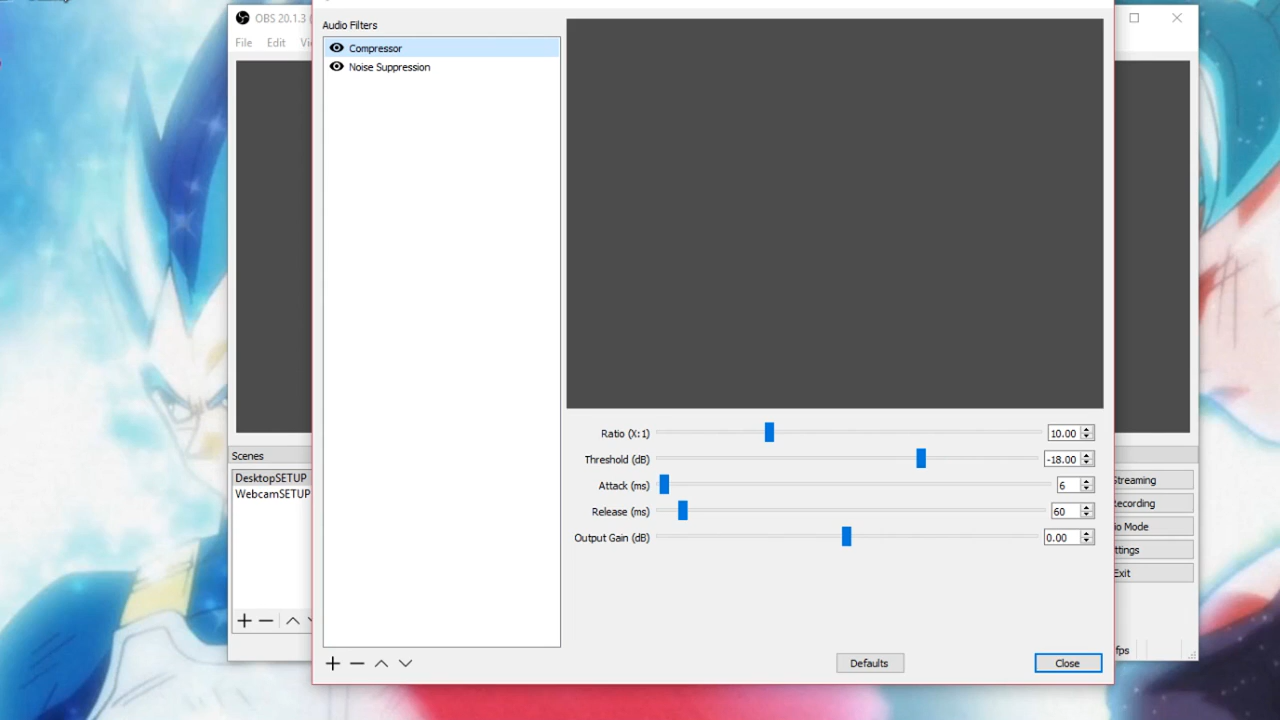 OBS 20.1.3 (
File Edit Vi
Audio Filters
Compressor
Noise Suppression
Ratio (X:1) 10.00
Threshold (dB) -18.00
Attack (ms) 6
Release (ms) 60
Output Gain (dB) 0.00
Scenes
DesktopSETUP
WebcamSETUP
Streaming
ecording
io Mode
ttings
Exit
fps
Defaults
Close